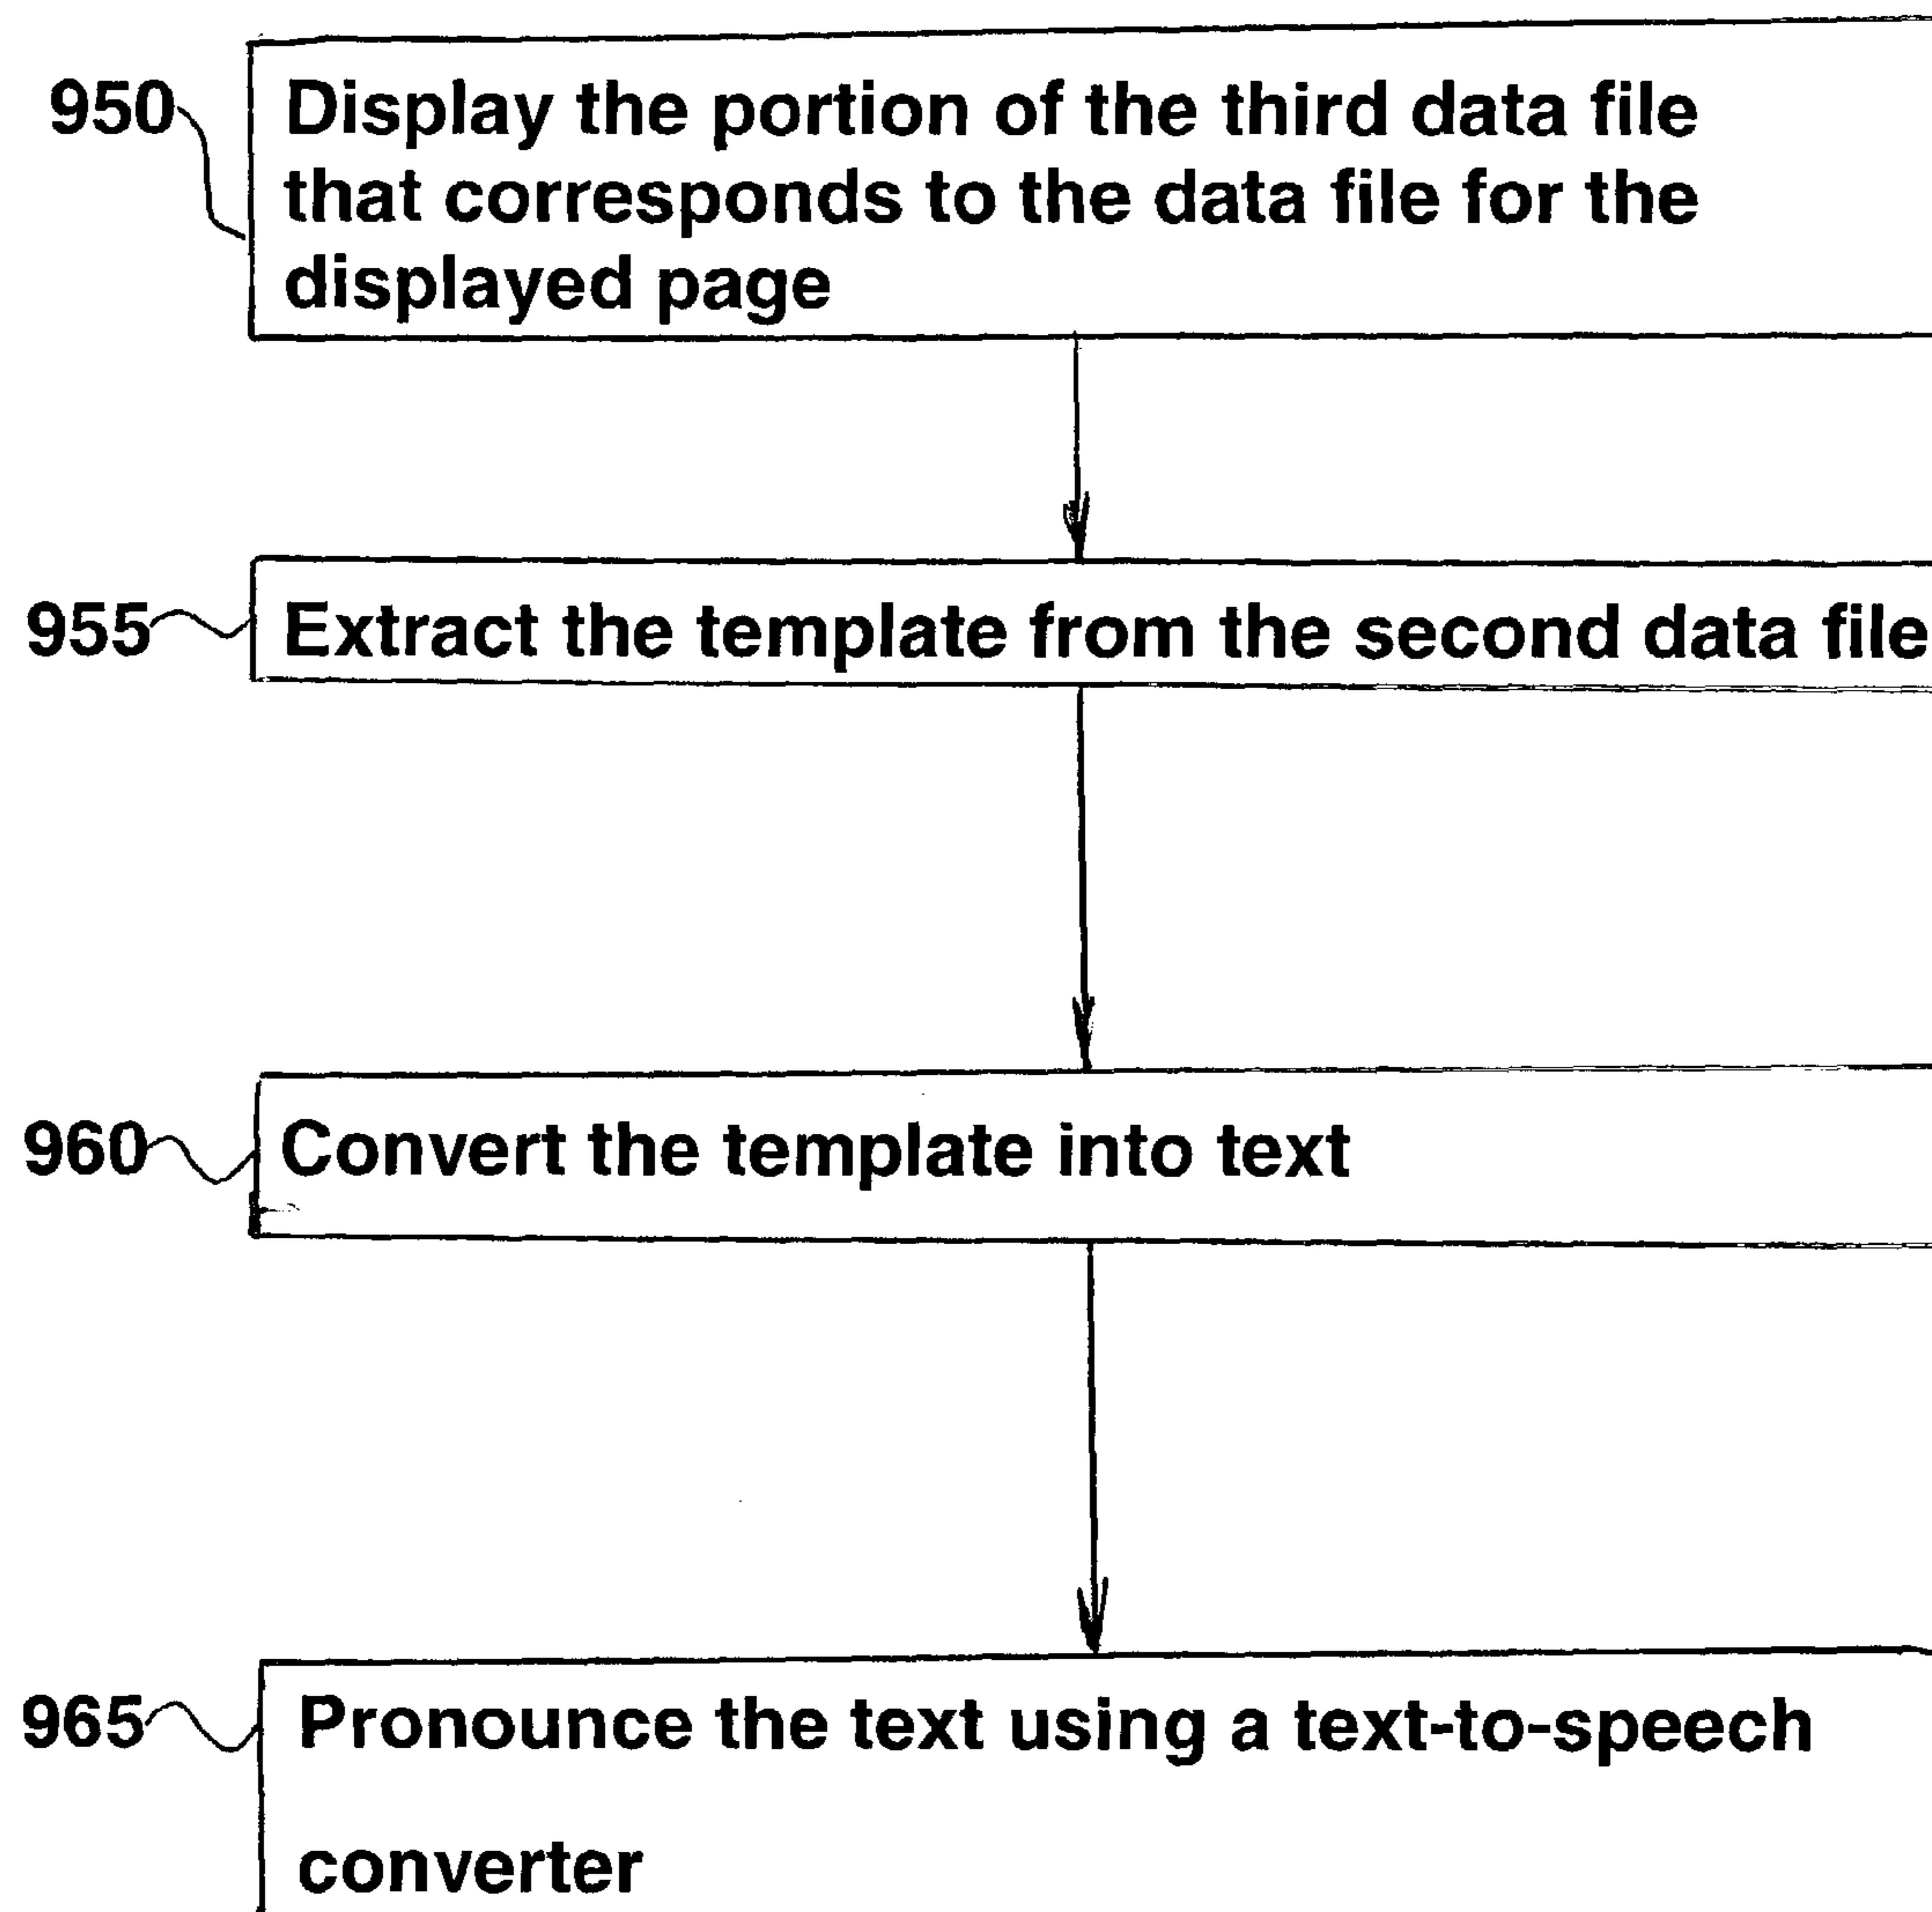 950 Display the portion of the third data file
that corresponds to the data file for the
displayed page
955 Extract the template from the second data file
960 Convert the template into text
965 Pronounce the text using a text-to-speech
converter